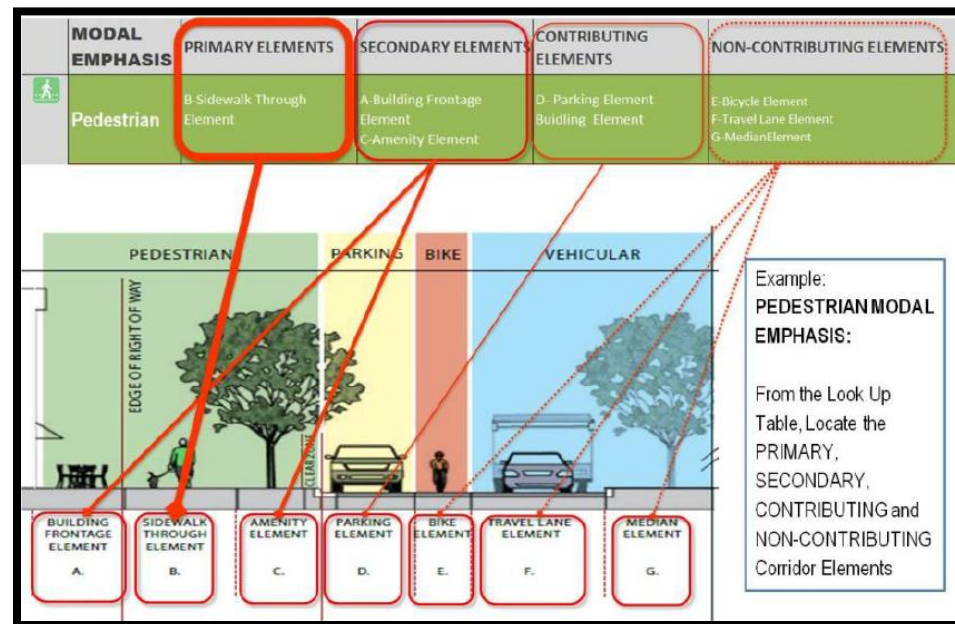 MODAL
EMPHASIS
PRIMARY ELEMENTS
SECONDARY ELEMENTS
CONTRIBUTING
ELEMENTS
NON-CONTRIBUTING ELEMENTS
Pedestrian
B-Sidewalk Through
Element
A-Building Frontage
Element
C-Amenity Element
D- Parking Element
Buidling Element
E-Bicycle Element
F-Travel Lane Element
G-MedianElement
PEDESTRIAN
PARKING
BIKE
VEHICULAR
EDGE OF RIGHT OF WAY
CLEARZONE
BUILDING
FRONTAGE
ELEMENT
A.
SIDEWALK
THROUGH
ELEMENT
B.
AMENITY
ELEMENT
C.
PARKING
ELEMENT
D.
BIKE
ELEMENT
E.
TRAVEL LANE
ELEMENT
F.
MEDIAN
ELEMENT
G.
Example:
PEDESTRIAN MODAL
EMPHASIS:
From the Look Up
Table, Locate the
PRIMARY,
SECONDARY,
CONTRIBUTING and
NON-CONTRIBUTING
Corridor Elements